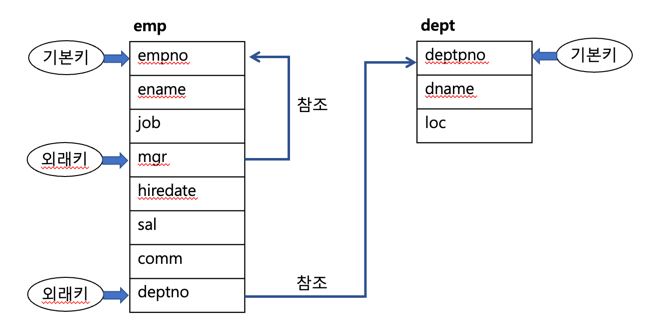 emp
기본키
empno
ename
job
외래키
mgr
hiredate
sal
comm
외래키
deptno
참조
참조
dept
deptpno
기본키
dname
loc